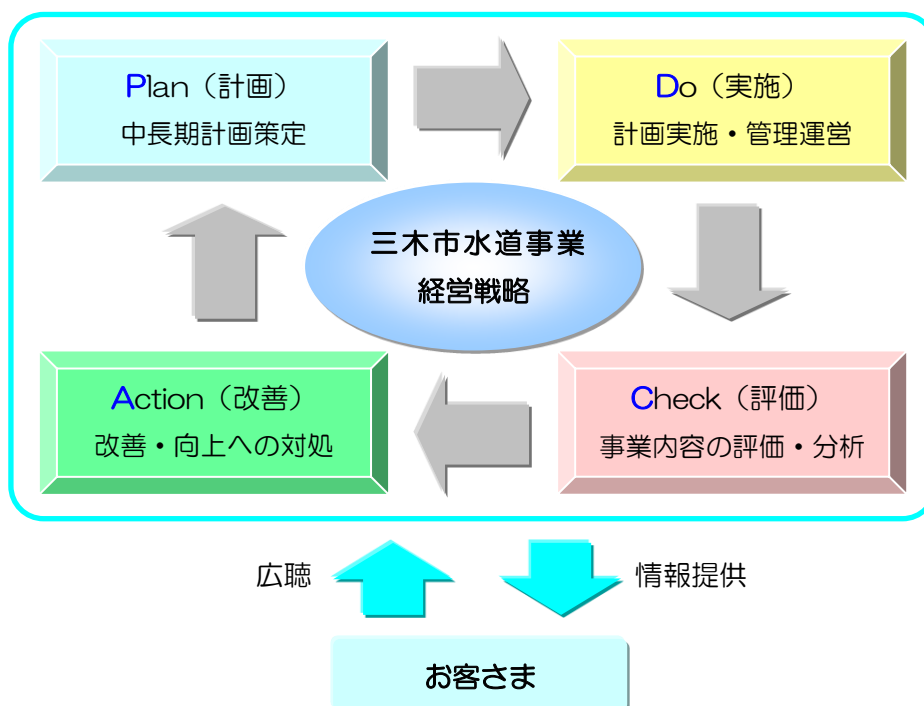 Plan（計画）
中長期計画策定
Do（実施）
計画実施・管理運営
三木市水道事業
経営戦略
Action（改善）
改善・向上への対処
Check（評価）
事業内容の評価・分析
広聴
情報提供
お客さま